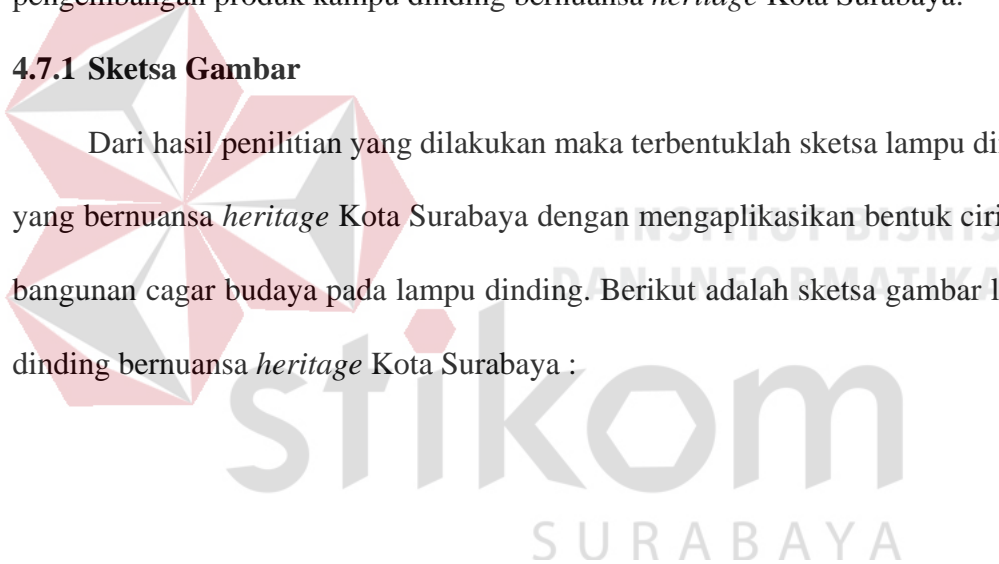 pengembangan produk kampu dinding bernuansa heritage Kota Surabaya.
4.7.1 Sketsa Gambar
Dari hasil penilitian yang dilakukan maka terbentuklah sketsa lampu
yang bernuansa heritage Kota Surabaya dengan mengaplikasikan bentuk ciri
bangunan cagar budaya pada lampu dinding. Berikut adalah sketsa gambar
dinding bernuansa heritage Kota Surabaya :
INSTITUT BISNIS
DAN INFORMATIKA
stikom
SURABAYA